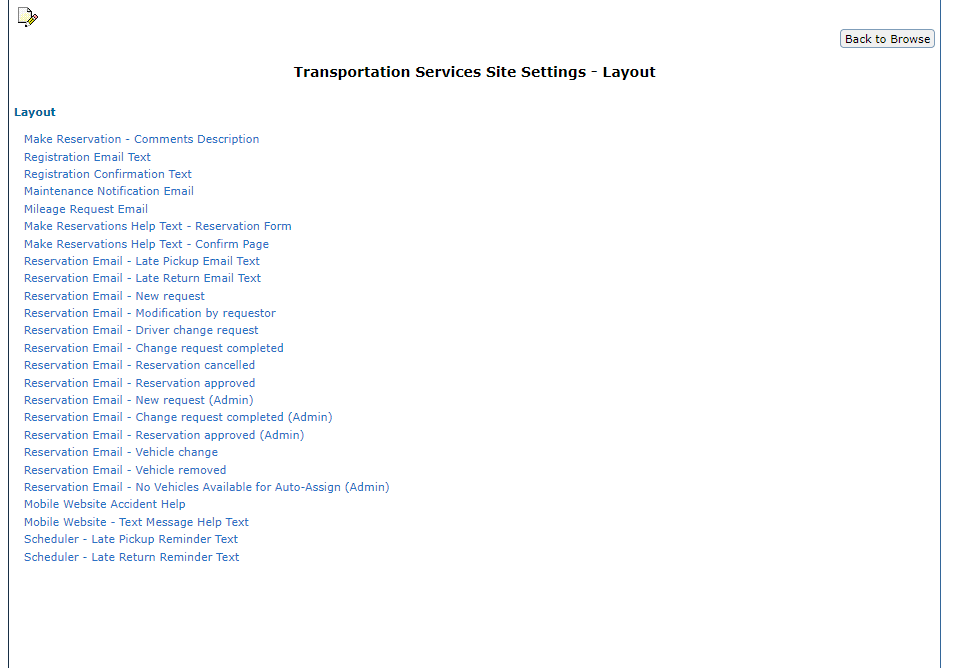 Back to Browse
Transportation Services Site Settings - Layout
Layout
Make Reservation - Comments Description
Registration Email Text
Registration Confirmation Text
Maintenance Notification Email
Mileage Request Email
Make Reservations Help Text - Reservation Form
Make Reservations Help Text - Confirm Page
Reservation Email - Late Pickup Email Text
Reservation Email - Late Return Email Text
Reservation Email - New request
Reservation Email - Modification by requestor
Reservation Email - Driver change request
Reservation Email - Change request completed
Reservation Email - Reservation cancelled
Reservation Email - Reservation approved
Reservation Email - New request (Admin)
Reservation Email - Change request completed (Admin)
Reservation Email - Reservation approved (Admin)
Reservation Email - Vehicle change
Reservation Email - Vehicle removed
Reservation Email - No Vehicles Available for Auto-Assign (Admin)
Mobile Website Accident Help
Mobile Website - Text Message Help Text
Scheduler - Late Pickup Reminder Text
Scheduler - Late Return Reminder Text